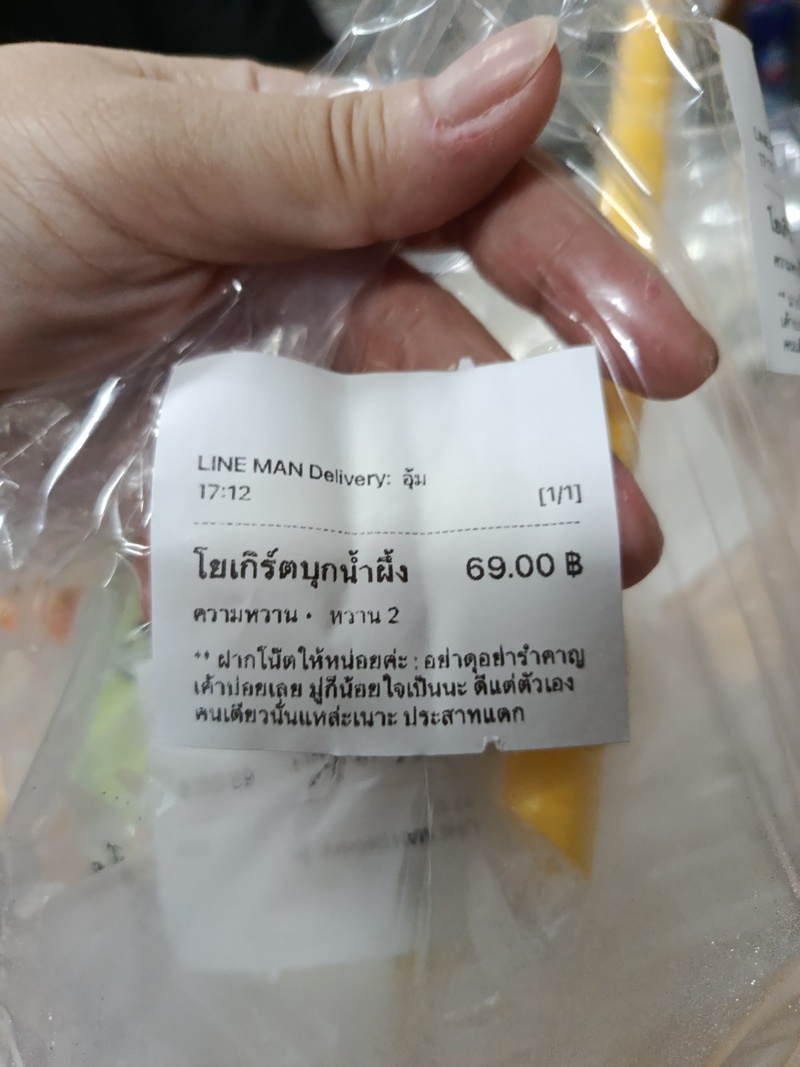 LINE MAN Delivery: อุ้ม
17:12 [1/1]
โยเกิร์ตบุกน้ำผึ้ง 69.00 ฿
ความหวาน • หวาน 2
** ฝากโน๊ตให้หน่อยค่ะ : อย่าดุอย่ารำคาญ
เค้าบ่อยเลย มู่กี้น้อยใจเป็นนะ ดีแต่ตัวเอง
คนเดียวนั่นแหล่ะเนาะ ประสาทแดก